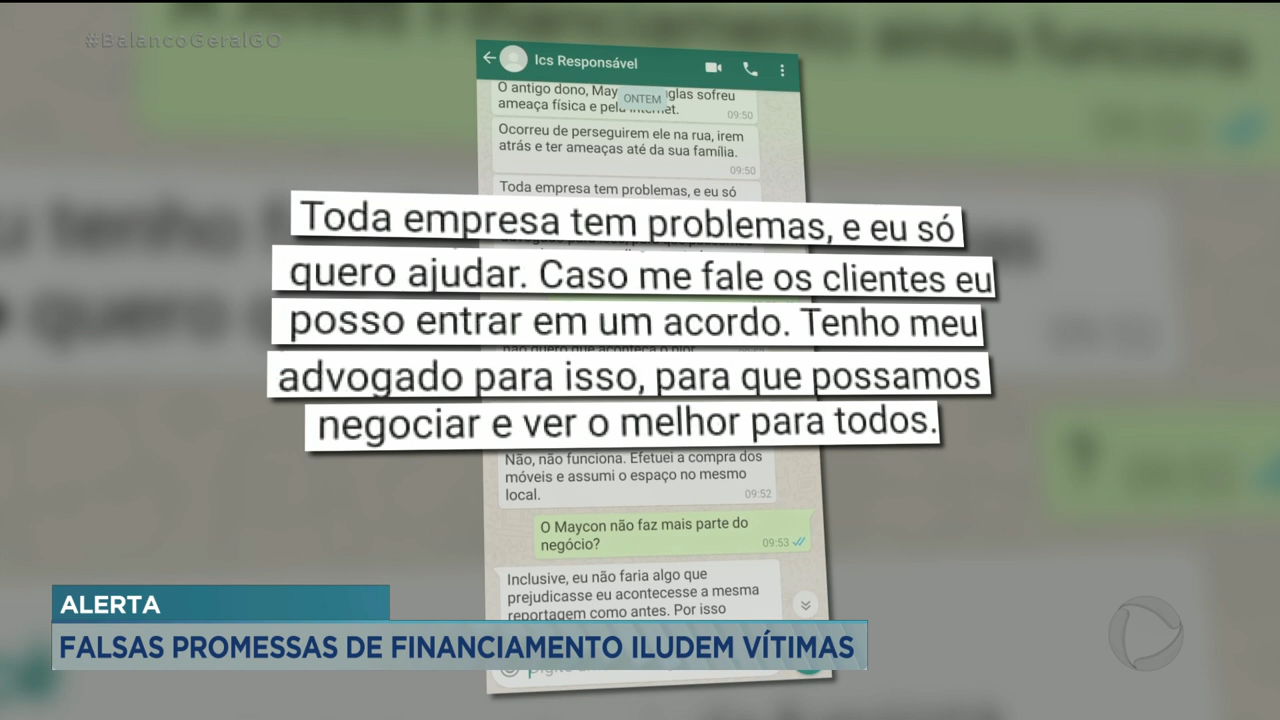 #BalancoGeralGO
Ics Responsável
O antigo dono, May glas sofreu
ONTEM
ameaça física e pela internet.
09:50
Ocorreu de perseguirem ele na rua, irem
atrás e ter ameaças até da sua família.
09:50
Toda empresa tem problemas, e eu só
Toda empresa tem problemas, e eu só
quero ajudar. Caso me fale os clientes eu
posso entrar em um acordo. Tenho meu
advogado para isso, para que possamos
negociar e ver o melhor para todos.
Não, não funciona. Efetuei a compra dos
móveis e assumi o espaço no mesmo
local.
09:52
O Maycon não faz mais parte do
negócio?
09:53
Inclusive, eu não faria algo que
prejudicasse eu acontecesse a mesma
reportagem como antes. Por isso
ALERTA
FALSAS PROMESSAS DE FINANCIAMENTO ILUDEM VÍTIMAS